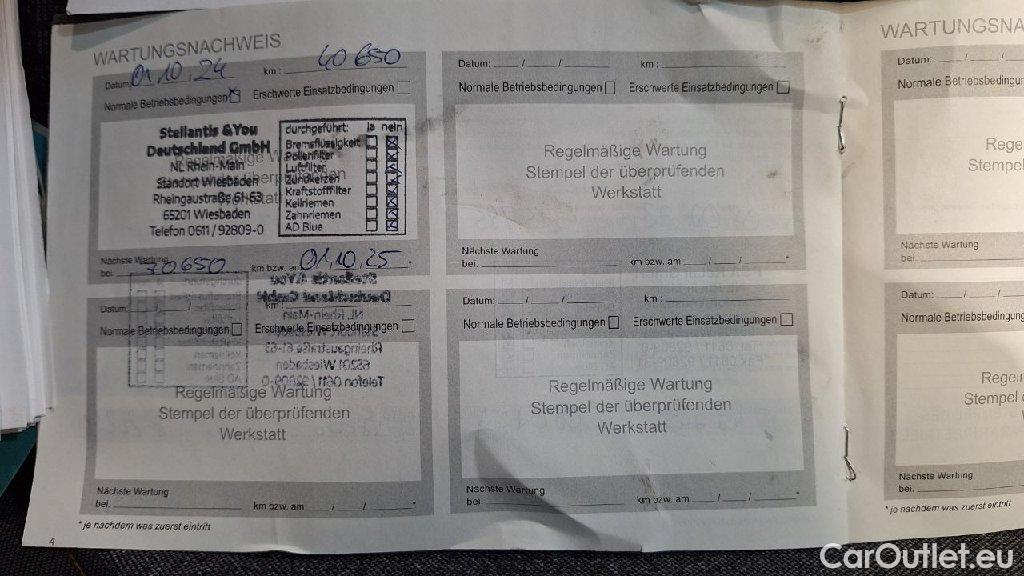 WARTUNGSNACHWEIS
Datum: 01.10.24 km: 40 650
Normale Betriebsbedingungen Erschwerte Einsatzbedingungen
Stellantis &You
Deutschland GmbH
NL Rhein-Main
Standort Wiesbaden
Rheingaustraße 61-63
65201 Wiesbaden
Telefon 0611 / 92809-0
durchgeführt: ja nein
Bremsflüssigkeit
Pollenfilter
Luftfilter
Zündkerzen
Kraftstofffilter
Keilriemen
Zahnriemen
AD Blue
Nächste Wartung
bei 0650 km bzw. am 01.10.25 *
Datum: / / km :
Normale Betriebsbedingungen Erschwerte Einsatzbedingungen
Regelmäßige Wartung
Stempel der überprüfenden
Werkstatt
Nächste Wartung
bei. km bzw. am / / *
Datum: / / km :
Normale Betriebsbedingungen Erschwerte Einsatzbedingungen
Regelmäßige Wartung
Stempel der überprüfenden
Werkstatt
Nächste Wartung
bei. km bzw. am / / *
Datum: / / km :
Normale Betriebsbedingungen Erschwerte Einsatzbedingungen
Regelmäßige Wartung
Stempel der überprüfenden
Werkstatt
Nächste Wartung
bei. km bzw. am / / *
* je nachdem was zuerst eintritt
4
WARTUNGSNA
Datum: / /
Normale Betriebsbedingung
Regelm
Stempel
Nächste Wartung
bei.
Datum: / /
Normale Betriebsbedingung
Regel
Stempel
Nächste Wartung
bei.
* je nachdem was zuerst eintritt
CarOutlet.eu